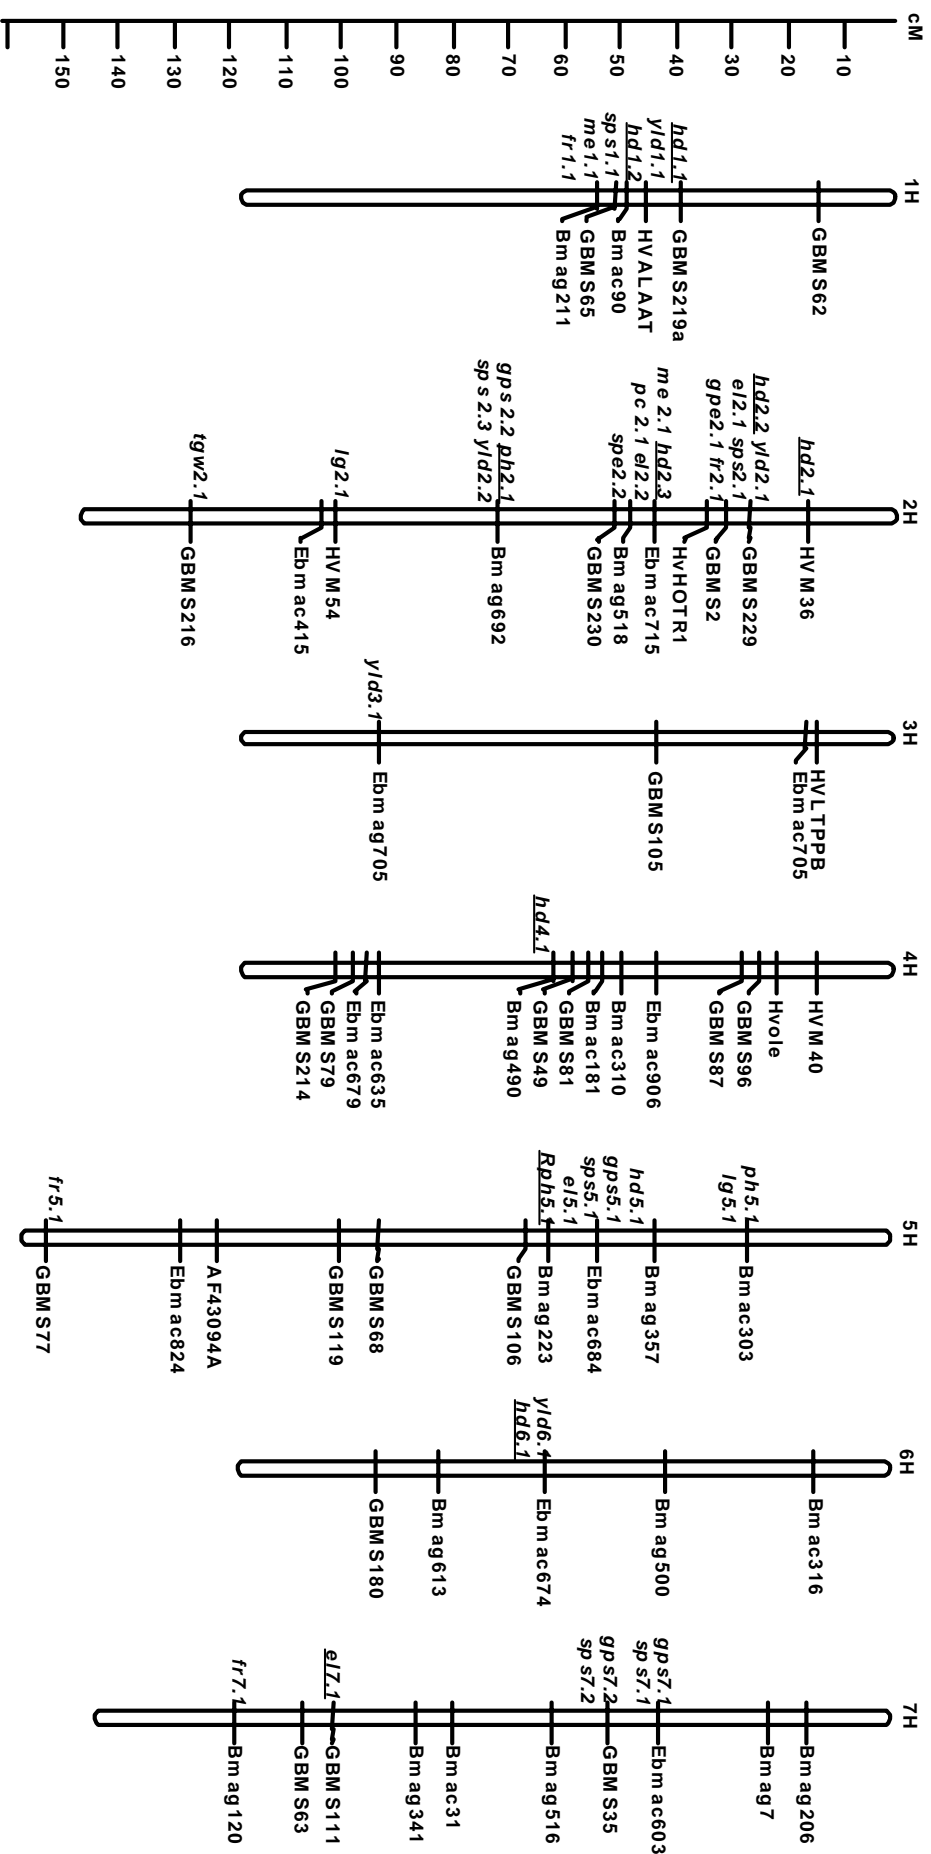 cM
10
20
30
40
50
60
70
80
90
100
110
120
130
140
150
1H
hd1.1
yld1.1
hd1.2
sps1.1
me1.1
fr1.1
GBMS62
GBMS219a
HVALAAT
Bmac90
GBMS65
Bmag211
2H
hd2.1
hd2.2 yld2.1
el2.1 sps2.1
gpe2.1 fr2.1
me2.1 hd2.3
pc2.1 el2.2
spe2.2
gps2.2 ph2.1
sps2.3 yld2.2
lg2.1
tgw2.1
HVM36
GBMS229
GBMS2
HvHOTR1
Ebmac715
Bmag518
GBMS230
Bmag692
HVM54
Ebmac415
GBMS216
3H
yld3.1
HVLTPPB
Ebmac705
GBMS105
Ebmag705
4H
hd4.1
HVM40
Hvole
GBMS96
GBMS87
Ebmac906
Bmac310
Bmac181
GBMS81
GBMS49
Bmag490
Ebmac635
Ebmac679
GBMS79
GBMS214
5H
ph5.1
lg5.1
hd5.1
gps5.1
sps5.1
el5.1
Rph5.1
fr5.1
Bmac303
Bmag357
Ebmac684
Bmag223
GBMS106
GBMS68
GBMS119
AF43094A
Ebmac824
GBMS77
6H
yld6.1
hd6.1
Bmac316
Bmag500
Ebmac674
Bmag613
GBMS180
7H
gps7.1
sps7.1
gps7.2
sps7.2
el7.1
fr7.1
Bmag206
Bmag7
Ebmac603
GBMS35
Bmag516
Bmac31
Bmag341
GBMS111
GBMS63
Bmag120